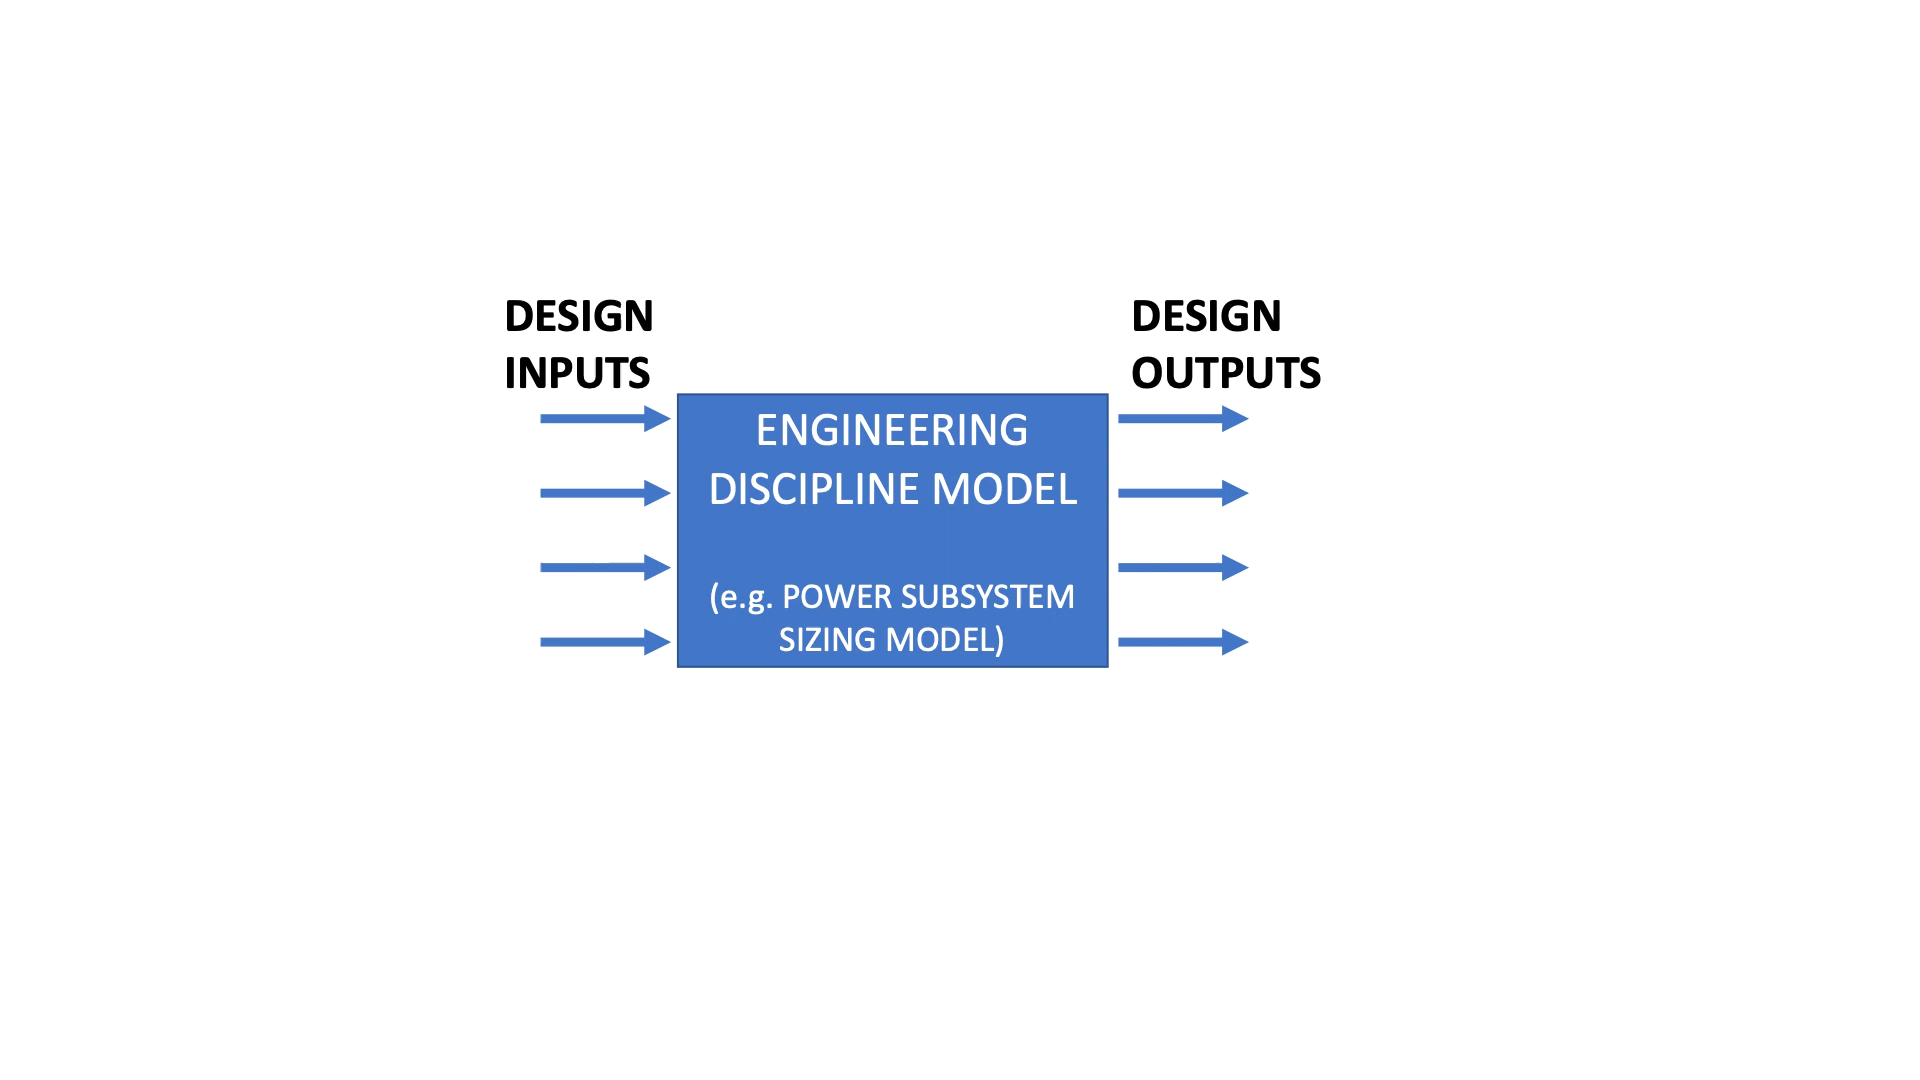 DESIGN
INPUTS
DESIGN
OUTPUTS
ENGINEERING
DISCIPLINE MODEL
(e.g. POWER SUBSYSTEM
SIZING MODEL)